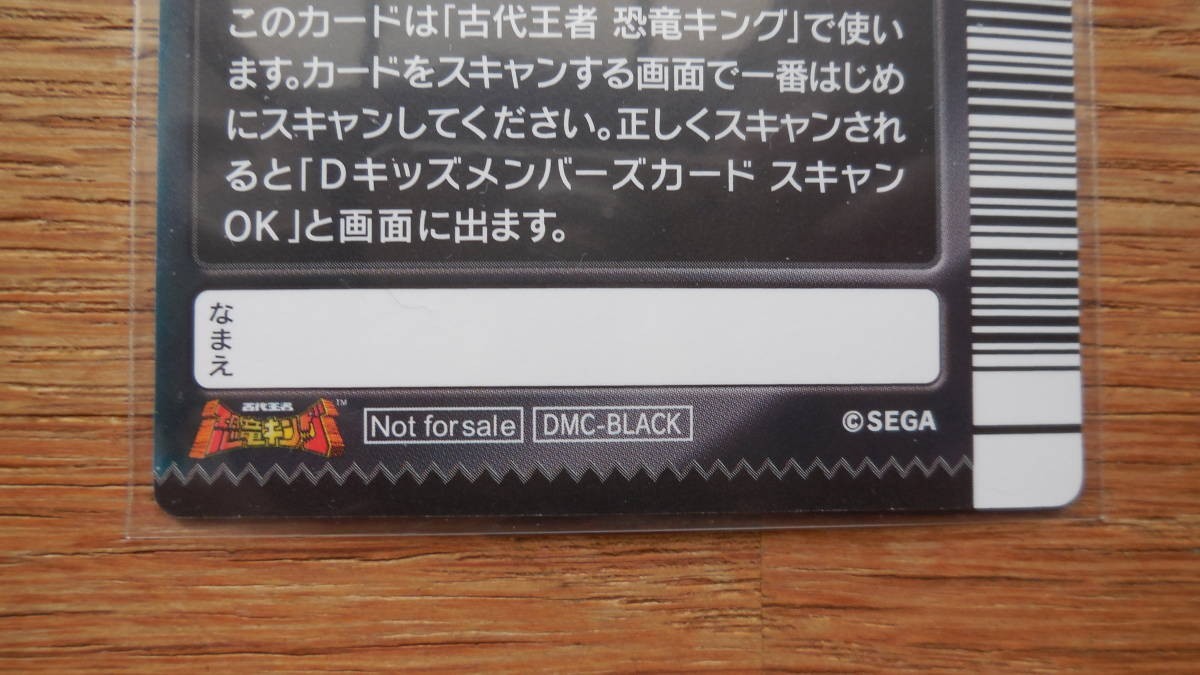 このカードは「古代王者 恐竜キング」で使い
ます。カードをスキャンする画面で一番はじめ
にスキャンしてください。正しくスキャンされ
ると「Dキッズメンバーズカード スキャン
OK」と画面に出ます。
なまえ
古代王者
恐竜キング™
Not for sale
DMC-BLACK
©SEGA